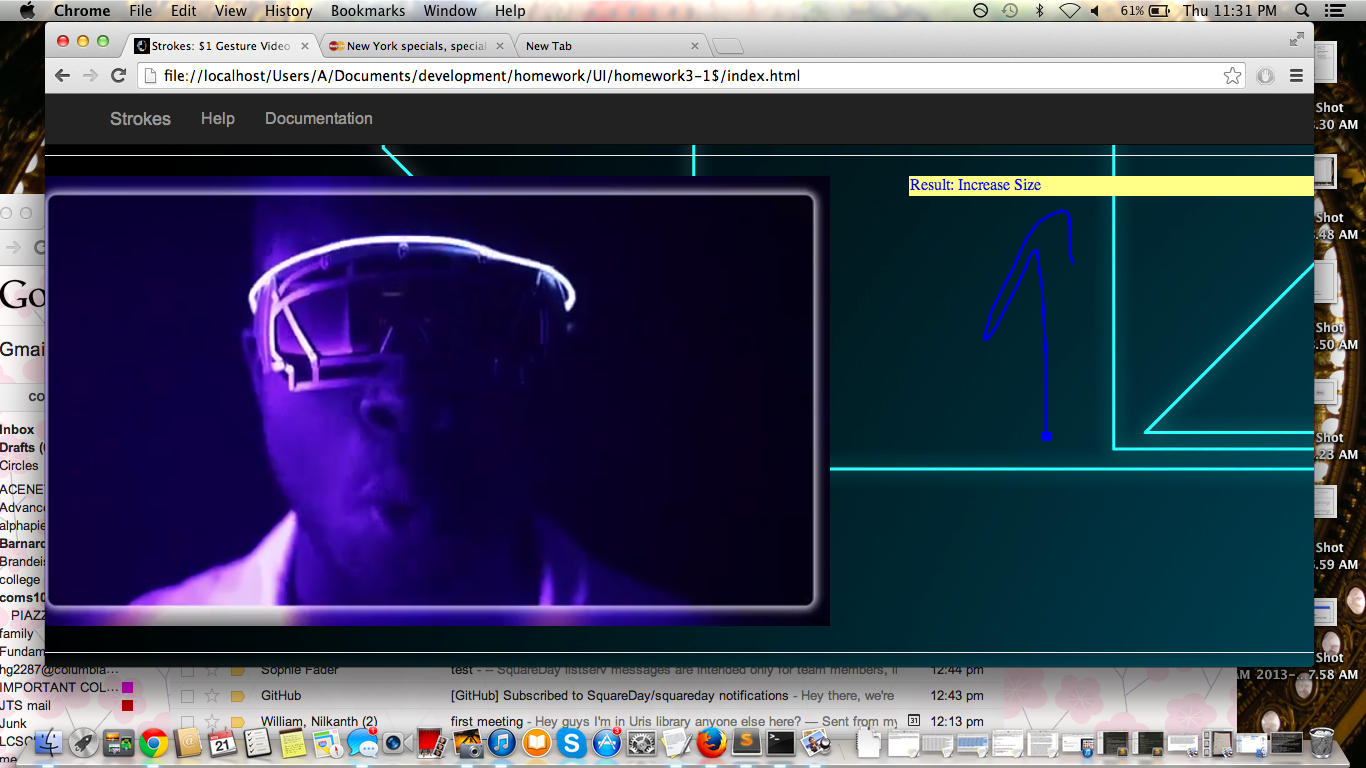 Chrome File Edit View History Bookmarks Window Help 61% Thu 11:31 PM
Strokes: $1 Gesture Video New York specials, special New Tab
file://localhost/Users/A/Documents/development/homework/UI/homework3-1$/index.html
Strokes Help Documentation
Result: Increase Size
Shot
.30 AM
Shot
.48 AM
Shot
.50 AM
Shot
.23 AM
Shot
.59 AM
Shot
AM 2013-...7.58 AM
Go
Gmai
co
Inbox
Drafts (
Circles
ACENE
Advanc
alphapie
Barnard
Brandeis
college
coms10
PIAZZ
family
Fundam
hg2287@columbia...
IMPORTANT COL...
JTS mail
Junk
LCSC
me
Sophie Fader test - -- SquareDay listserv messages are intended only for team members, 12:44 pm
GitHub [GitHub] Subscribed to SquareDay/squareday notifications - Hey there, we're 12:43 pm
William, Nilkanth (2) first meeting - Hey guys I'm in Uris library anyone else here? — Sent from my 31 12:13 pm
21